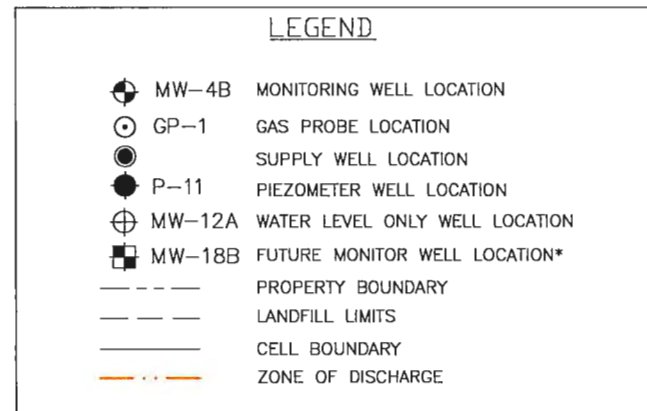 LEGEND
MW-4B MONITORING WELL LOCATION
GP-1 GAS PROBE LOCATION
SUPPLY WELL LOCATION
P-11 PIEZOMETER WELL LOCATION
MW-12A WATER LEVEL ONLY WELL LOCATION
MW-18B FUTURE MONITOR WELL LOCATION*
PROPERTY BOUNDARY
LANDFILL LIMITS
CELL BOUNDARY
ZONE OF DISCHARGE